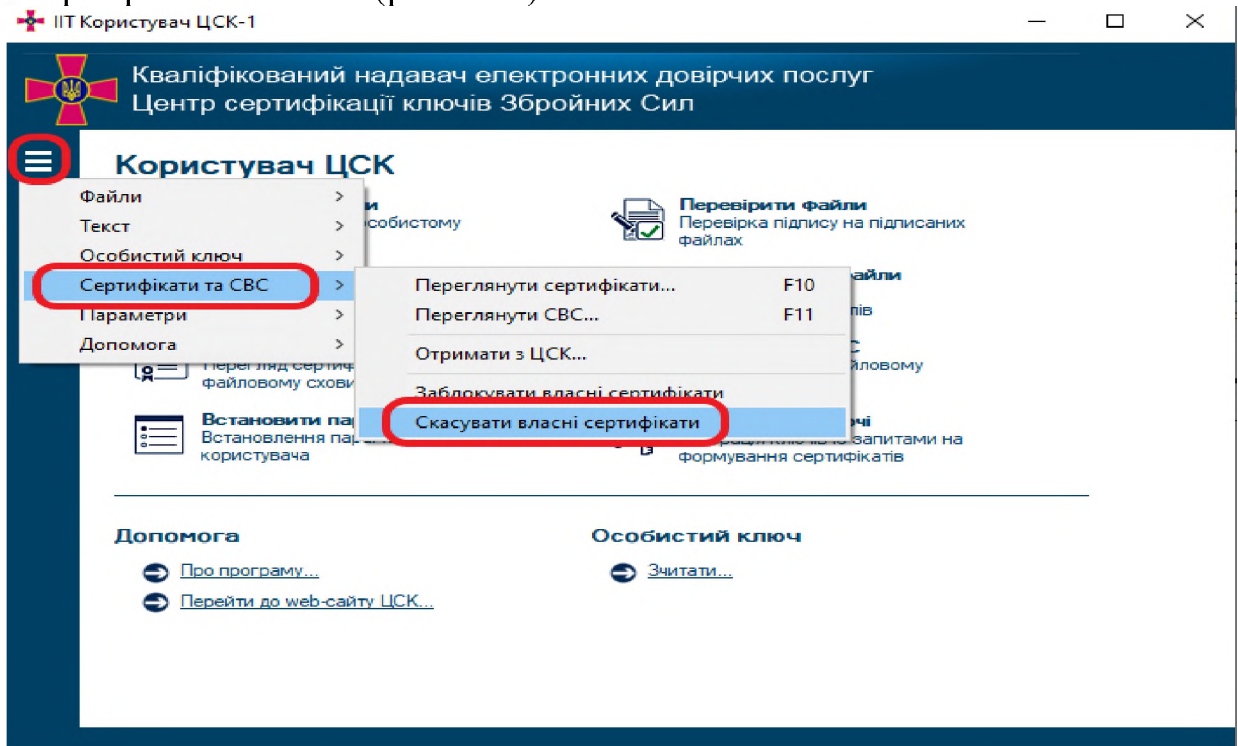 ІІТ Користувач ЦСК-1
Кваліфікований надавач електронних довірчих послуг
Центр сертифікації ключів Збройних Сил
Користувач ЦСК
Файли
Текст
Особистий ключ
Сертифікати та СВС
Параметри
Допомога
Переглянути сертифікати... F10
Переглянути СВС... F11
Отримати з ЦСК...
Заблокувати власні сертифікати
Скасувати власні сертифікати
Перевірити файли
Перевірка підпису на підписаних
файлах
файловому
Встановити
Встановлення
користувача
запитами на
формування сертифікатів
Допомога
Про програму...
Перейти до web-сайту ЦСК...
Особистий ключ
Зчитати...